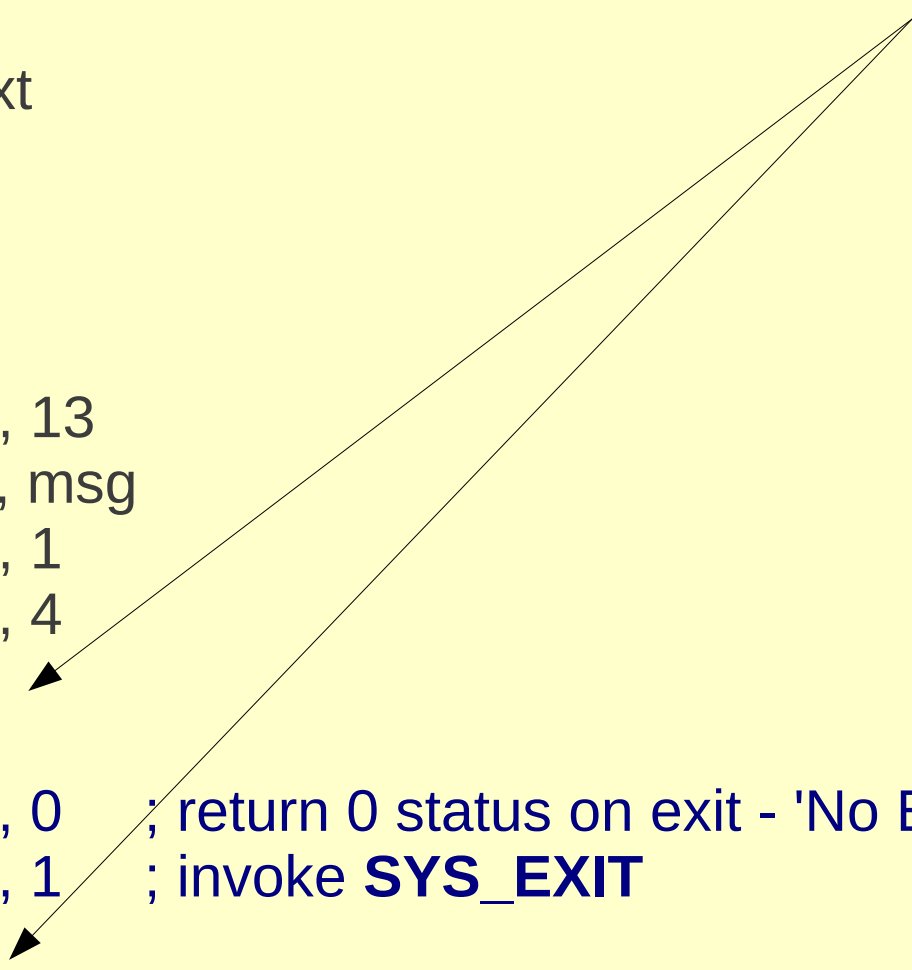 xt
, 13
, msg
, 1
, 4
, 0 ; return 0 status on exit - 'No E
, 1 ; invoke SYS_EXIT